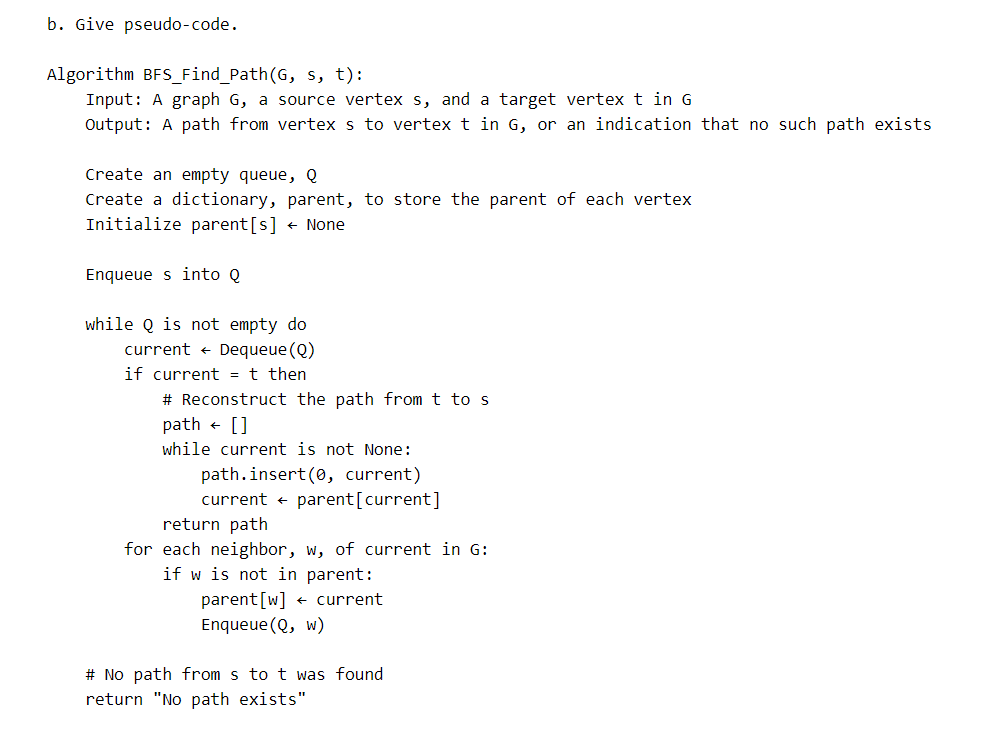 b. Give pseudo-code.
Algorithm BFS_Find_Path(G, s, t):
Input: A graph G, a source vertex s, and a target vertex t in G
Output: A path from vertex s to vertex t in G, or an indication that no such path exists
Create an empty queue, Q
Create a dictionary, parent, to store the parent of each vertex
Initialize parent[s] ← None
Enqueue s into Q
while Q is not empty do
current ← Dequeue(Q)
if current = t then
# Reconstruct the path from t to s
path ← []
while current is not None:
path.insert(0, current)
current ← parent[current]
return path
for each neighbor, w, of current in G:
if w is not in parent:
parent[w] ← current
Enqueue(Q, w)
# No path from s to t was found
return "No path exists"